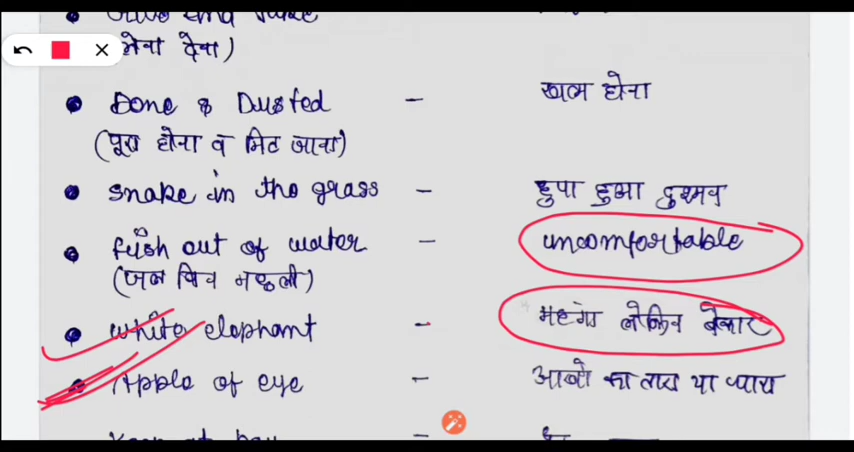 (लेना देना)
Done & Dusted - खत्म होना
(पूरा होना व मिट जाना)
snake in the grass - छुपा हुआ दुश्मन
fish out of water - uncomfortable
(जल बिन मछली)
white elephant - महंगा लेकिन बेकार
Apple of eye - आखो का तारा या प्यारा